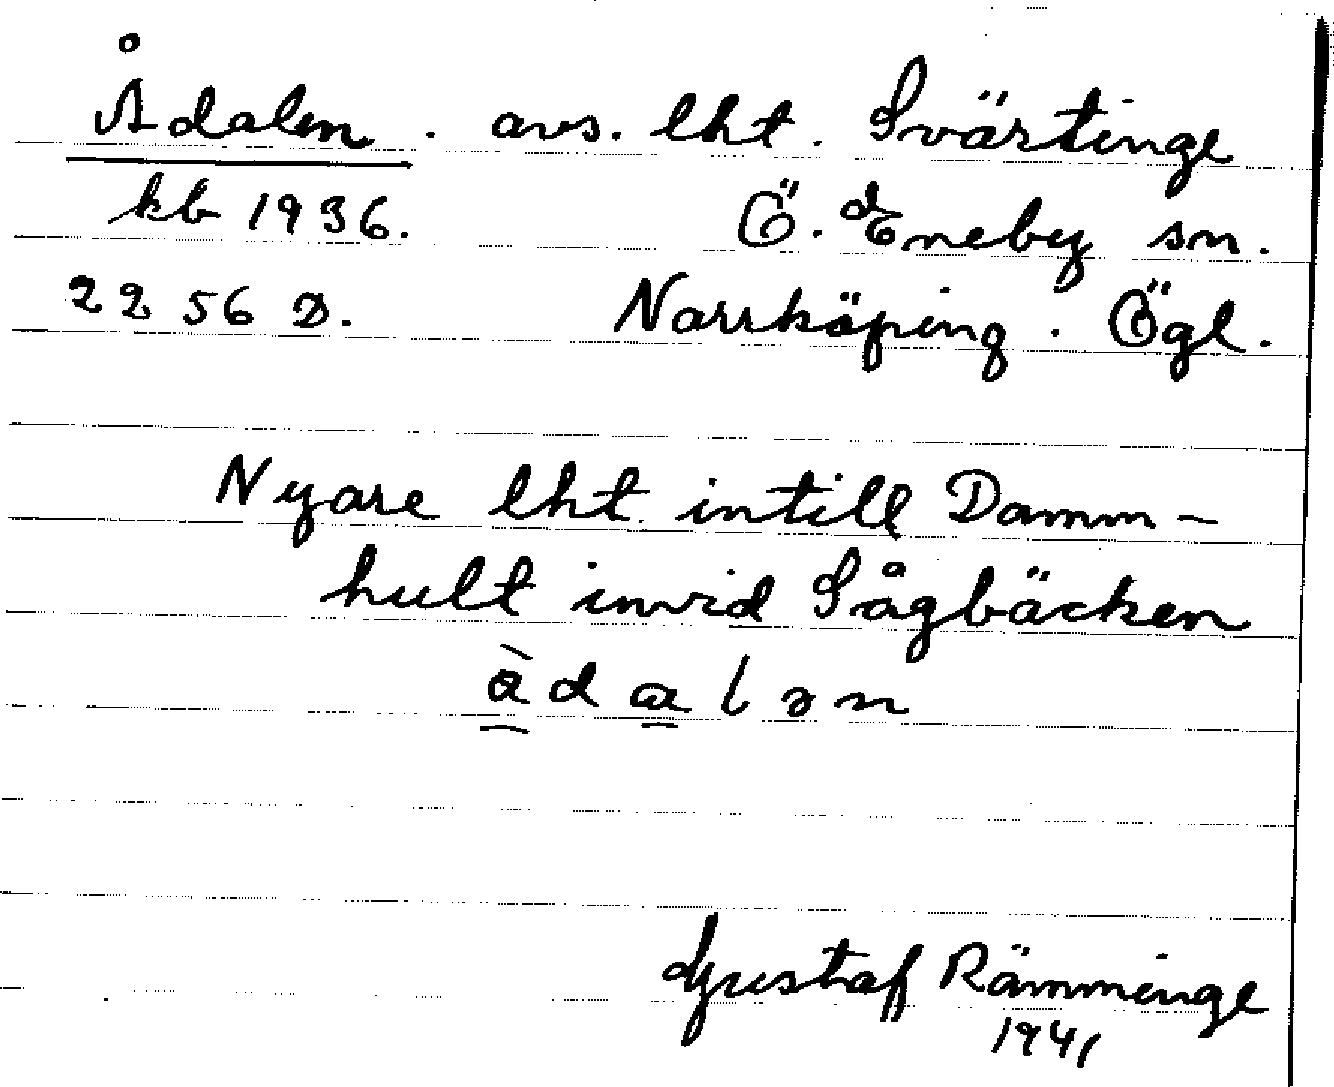 Ådalen. avs. lht. Svärtinge
kb 1936. Ö. Eneby sn.
2256 D. Norrköping. Ögl.
Nyare lht. intill Damm-
hult invid Sågbäcken
å̀dalən
Gustaf Rämminge
1941